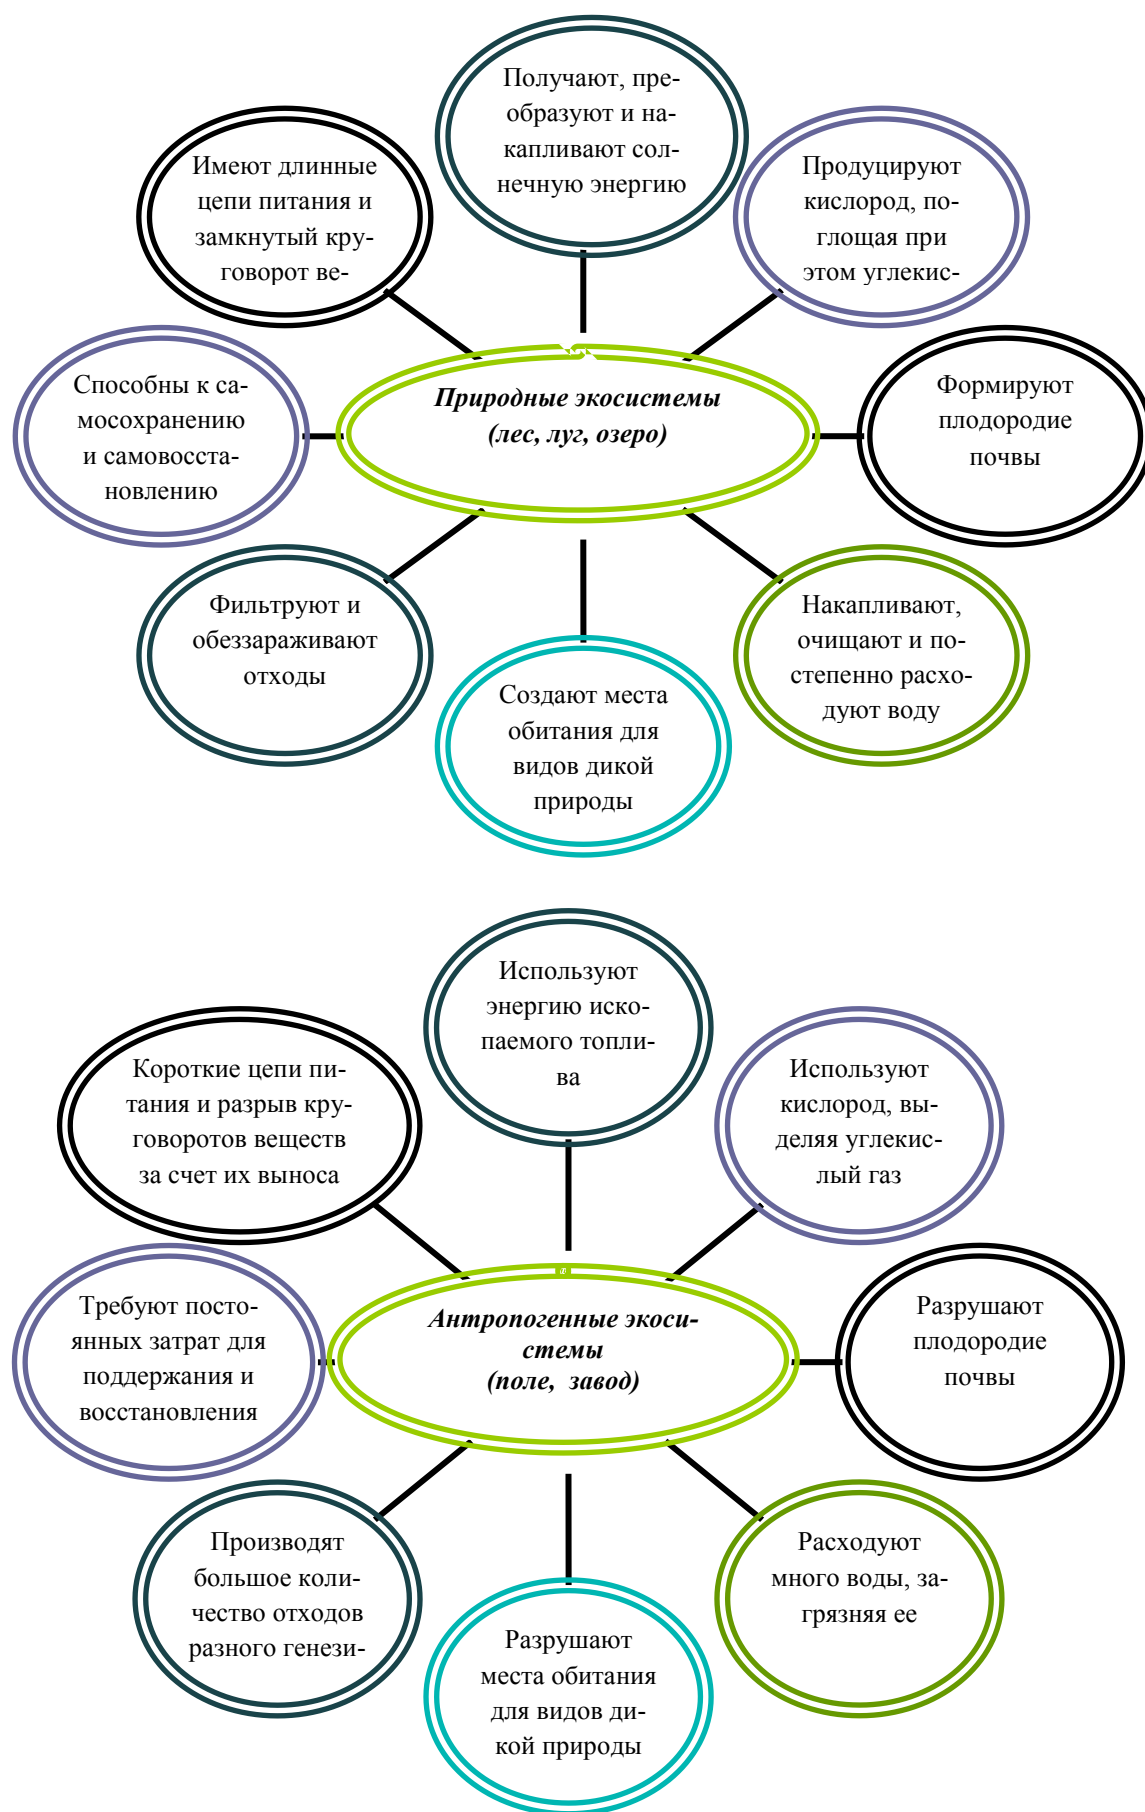 Получают, пре-
образуют и на-
капливают сол-
нечную энергию
Имеют длинные
цепи питания и
замкнутый кру-
говорот ве-
Продуцируют
кислород, по-
глощая при
этом углекис-
Способны к са-
мосохранению
и самовосста-
новлению
Природные экосистемы
(лес, луг, озеро)
Формируют
плодородие
почвы
Фильтруют и
обеззараживают
отходы
Накапливают,
очищают и по-
степенно расхо-
дуют воду
Создают места
обитания для
видов дикой
природы
Используют
энергию иско-
паемого топли-
ва
Короткие цепи пи-
тания и разрыв кру-
говоротов веществ
за счет их выноса
Используют
кислород, вы-
деляя углекис-
лый газ
Требуют посто-
янных затрат для
поддержания и
восстановления
Антропогенные экоси-
стемы
(поле, завод)
Разрушают
плодородие
почвы
Производят
большое коли-
чество отходов
разного генези-
Расходуют
много воды, за-
грязняя ее
Разрушают
места обитания
для видов ди-
кой природы